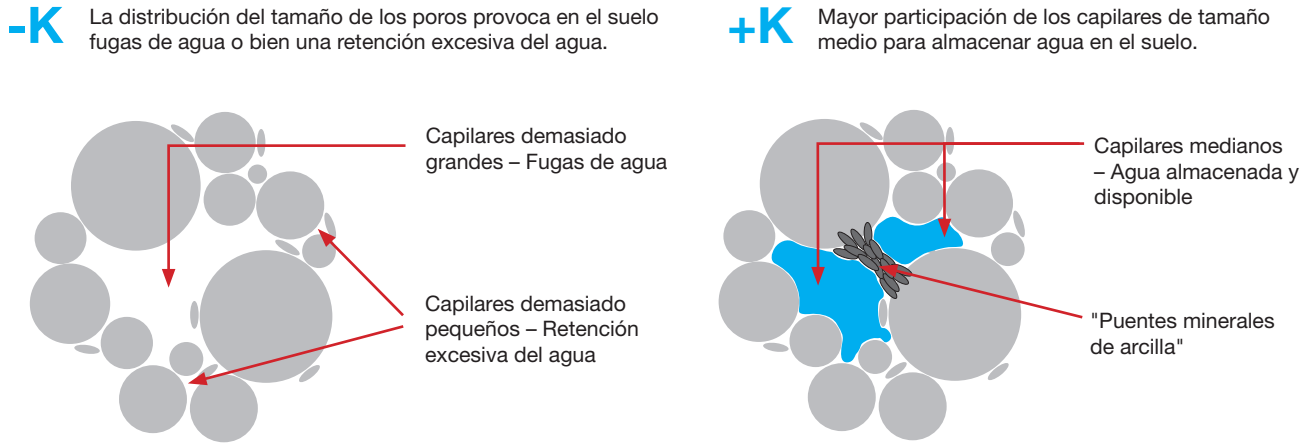 -K
La distribución del tamaño de los poros provoca en el suelo
fugas de agua o bien una retención excesiva del agua.
+K
Mayor participación de los capilares de tamaño
medio para almacenar agua en el suelo.
Capilares demasiado
grandes – Fugas de agua
Capilares demasiado
pequeños – Retención
excesiva del agua
Capilares medianos
– Agua almacenada y
disponible
"Puentes minerales
de arcilla"